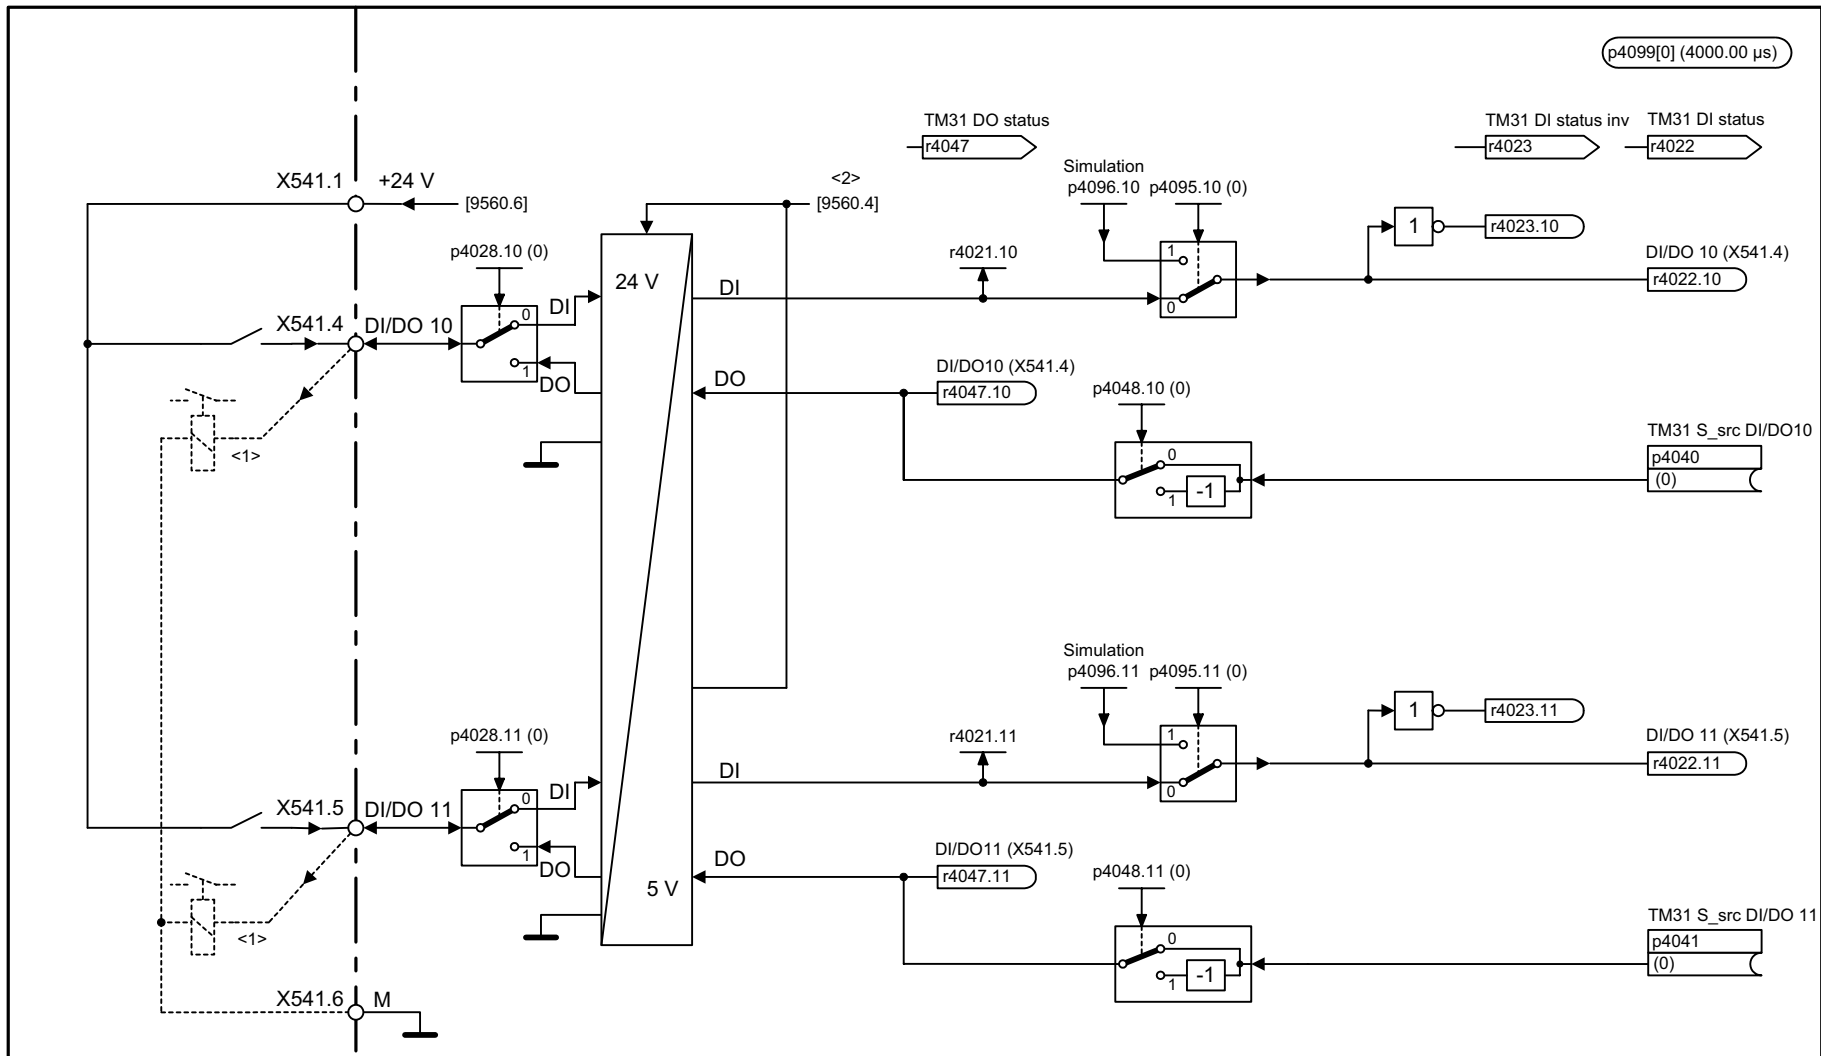 p4099[0] (4000.00 µs)
TM31 DO status
r4047
TM31 DI status inv
r4023
TM31 DI status
r4022
X541.1
+24 V
[9560.6]
<2>
[9560.4]
Simulation
p4096.10
p4095.10 (0)
1
0
1
r4023.10
DI/DO 10 (X541.4)
r4022.10
p4028.10 (0)
24 V
DI
r4021.10
X541.4
DI/DO 10
0
1
DI
DO
<1>
DO
DI/DO10 (X541.4)
r4047.10
p4048.10 (0)
0
1
-1
TM31 S_src DI/DO10
p4040
(0)
Simulation
p4096.11
p4095.11 (0)
1
0
1
r4023.11
DI/DO 11 (X541.5)
r4022.11
p4028.11 (0)
DI
r4021.11
X541.5
DI/DO 11
0
1
DI
DO
<1>
5 V
DO
DI/DO11 (X541.5)
r4047.11
p4048.11 (0)
0
1
-1
TM31 S_src DI/DO 11
p4041
(0)
X541.6
M